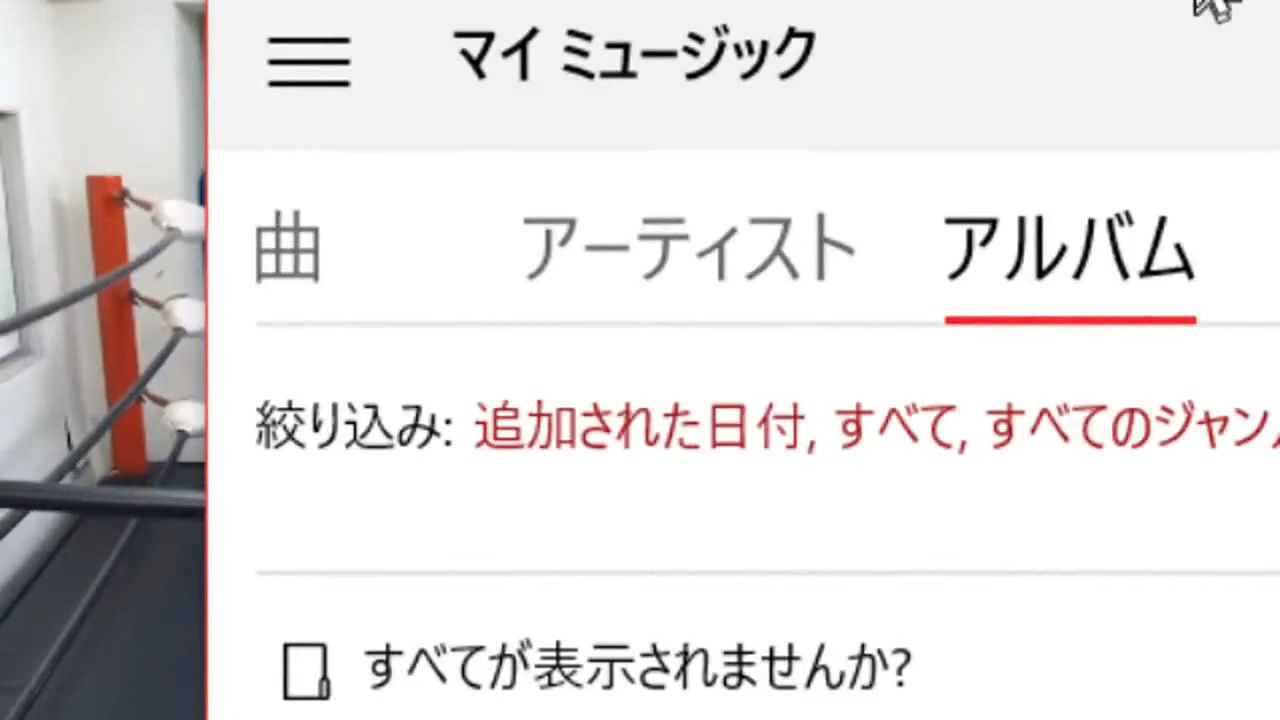 マイ ミュージック
曲 アーティスト アルバム
絞り込み: 追加された日付, すべて, すべてのジャン
すべてが表示されませんか?